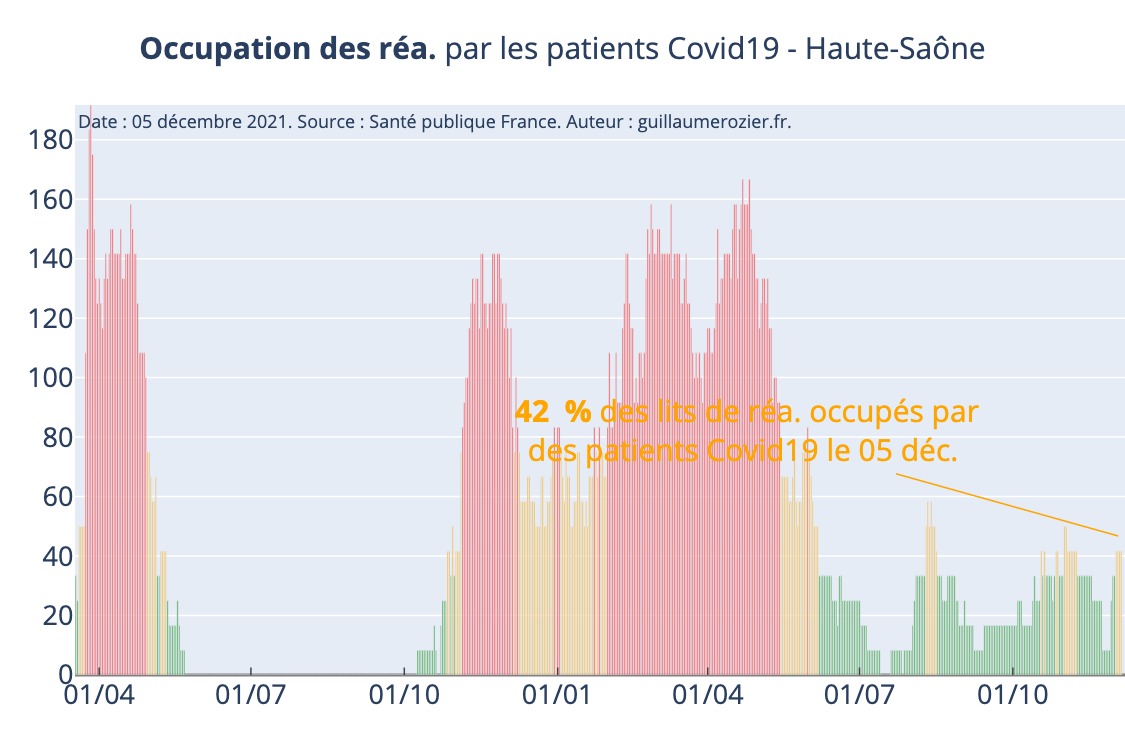 Occupation des réa. par les patients Covid19 - Haute-Saône
Date : 05 décembre 2021. Source : Santé publique France. Auteur : guillaumerozier.fr.
180
160
140
120
100
80
60
40
20
0
42 % des lits de réa. occupés par
des patients Covid19 le 05 déc.
01/04 01/07 01/10 01/01 01/04 01/07 01/10